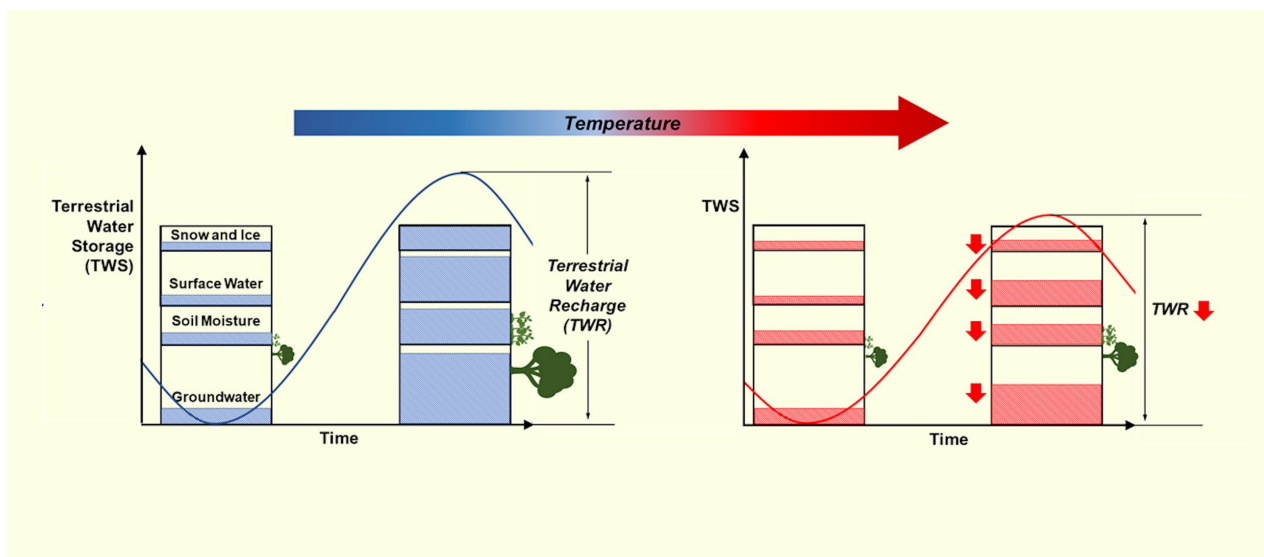 Temperature
Terrestrial
Water
Storage
(TWS)
Snow and Ice
Surface Water
Soil Moisture
Groundwater
Time
Terrestrial
Water
Recharge
(TWR)
TWS
Time
TWR